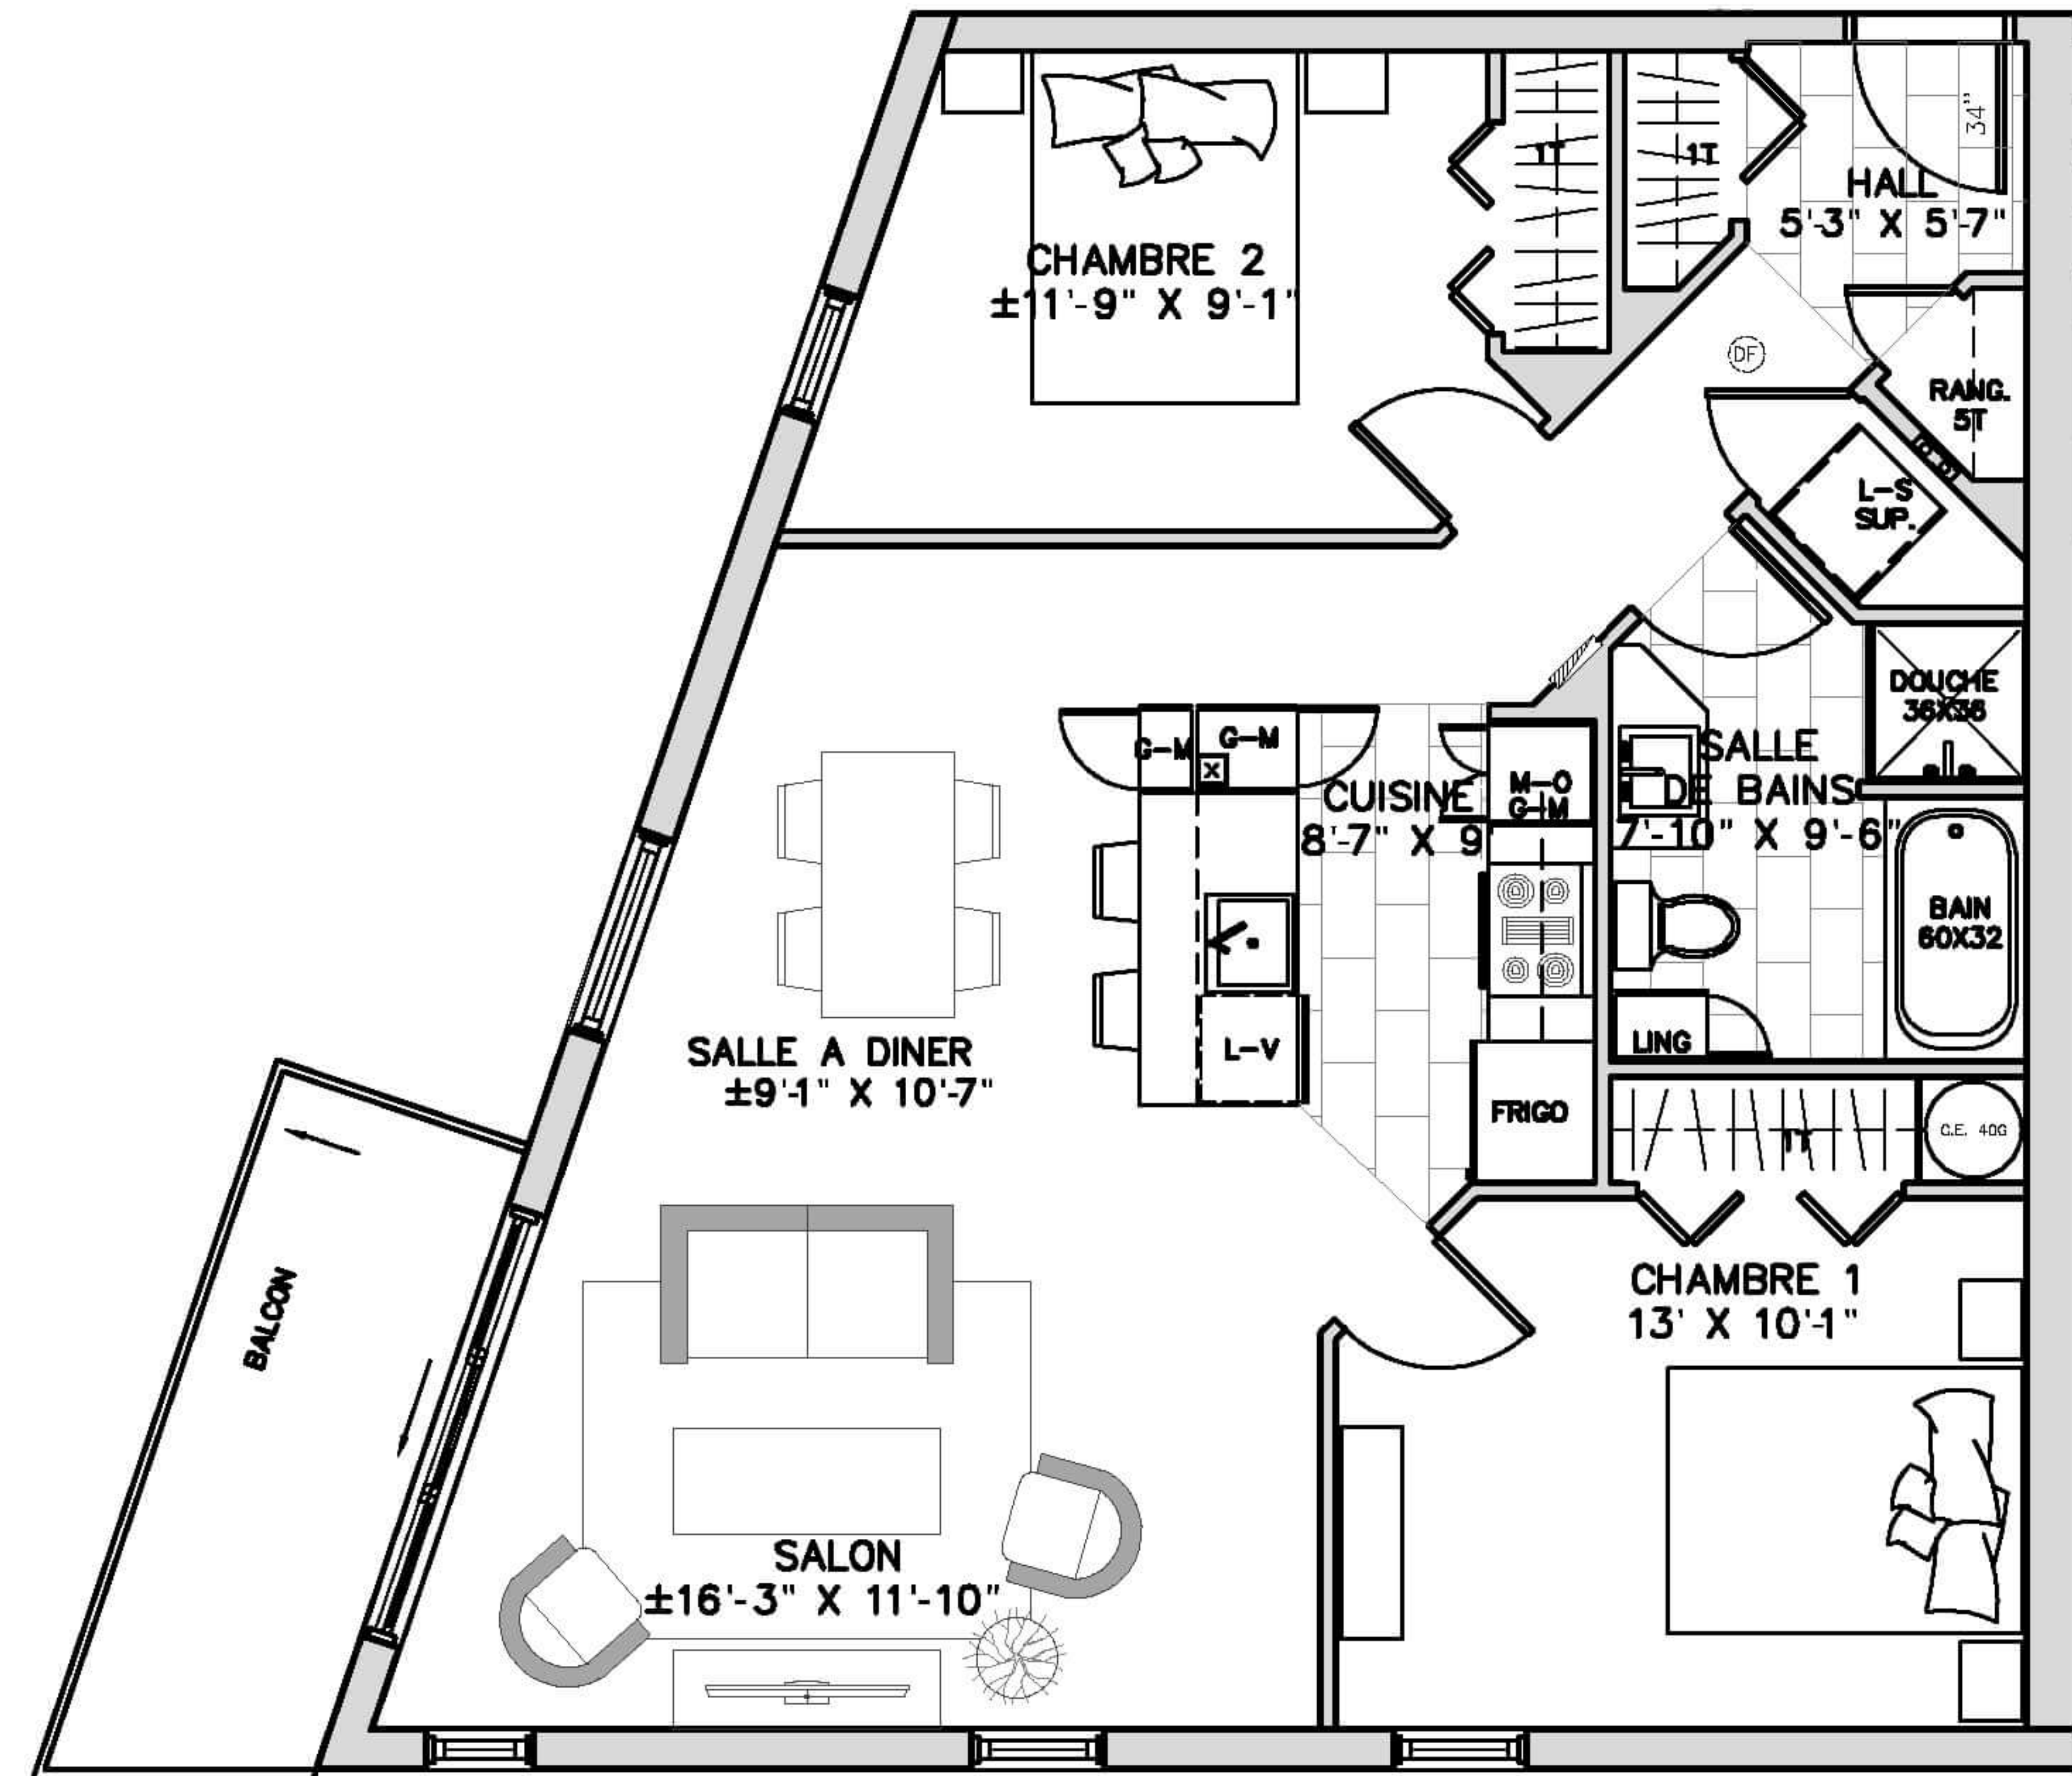 1T
1T
34"
HALL
5'-3" X 5'-7"
CHAMBRE 2
±11'-9" X 9'-1"
DF
RANG.
5T
L-S
SUP.
DOUCHE
36X36
G-M
G-M
X
CUISINE
8'-7" X 9
M-O
G-M
SALLE
DE BAINS
7'-10" X 9'-6"
BAIN
60X32
SALLE A DINER
±9'-1" X 10'-7"
L-V
LING
FRIGO
1T
C.E. 40G
BALCON
CHAMBRE 1
13' X 10'-1"
SALON
±16'-3" X 11'-10"